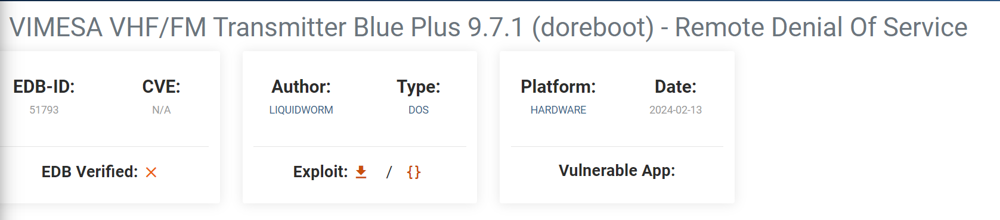 VIMESA VHF/FM Transmitter Blue Plus 9.7.1 (doreboot) - Remote Denial Of Service
EDB-ID:
51793
CVE:
N/A
EDB Verified:
Author:
LIQUIDWORM
Type:
DOS
Exploit: / {}
Platform:
HARDWARE
Date:
2024-02-13
Vulnerable App: